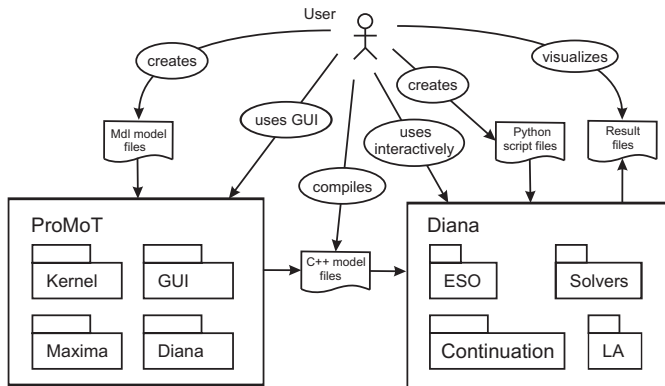 User
creates
visualizes
creates
uses GUI
uses
interactively
Mdl model
files
Python
script files
Result
files
compiles
ProMoT
Kernel
GUI
Maxima
Diana
C++ model
files
Diana
ESO
Solvers
Continuation
LA